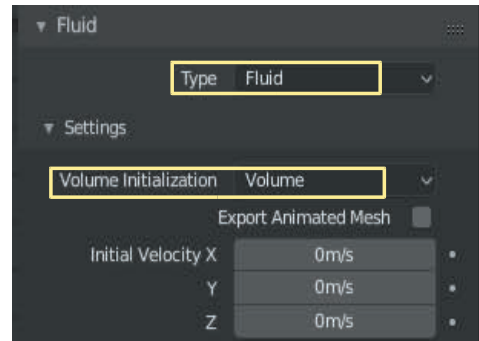 Fluid
Type Fluid
Settings
Volume Initialization Volume
Export Animated Mesh
Initial Velocity X 0m/s
Y 0m/s
Z 0m/s